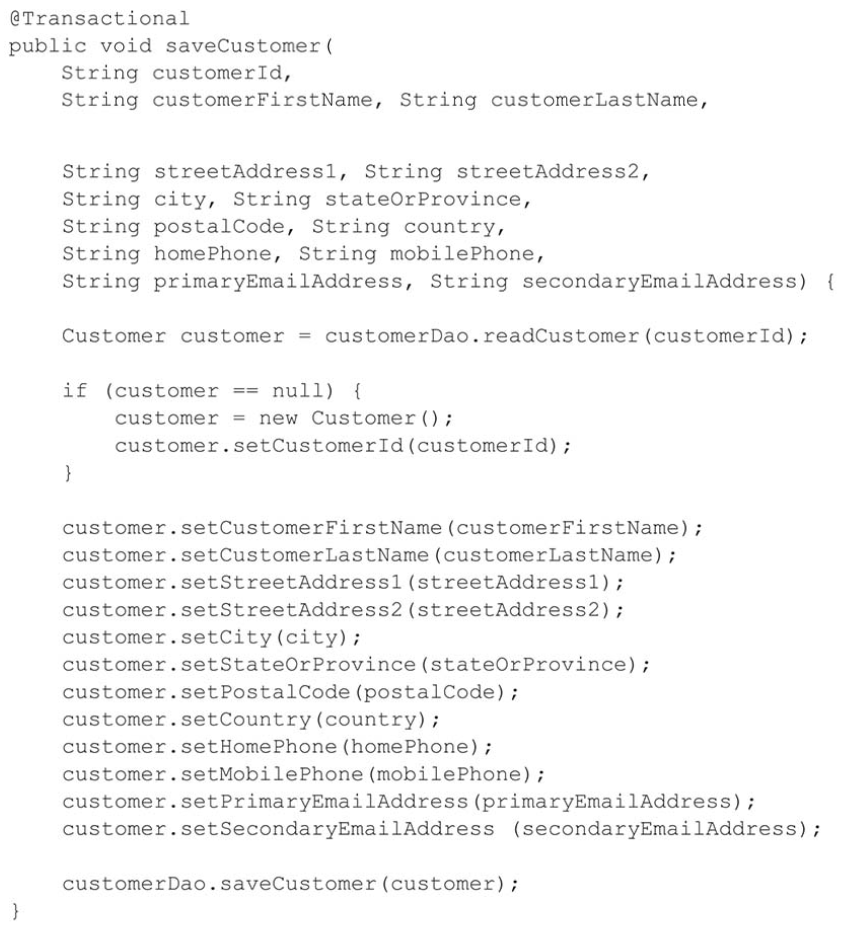 @Transactional
public void saveCustomer(
    String customerId,
    String customerFirstName, String customerLastName,
    String streetAddress1, String streetAddress2,
    String city, String stateOrProvince,
    String postalCode, String country,
    String homePhone, String mobilePhone,
    String primaryEmailAddress, String secondaryEmailAddress) {
    Customer customer = customerDao.readCustomer(customerId);
    if (customer == null) {
        customer = new Customer();
        customer.setCustomerId(customerId);
    }
    customer.setCustomerFirstName(customerFirstName);
    customer.setCustomerLastName(customerLastName);
    customer.setStreetAddress1(streetAddress1);
    customer.setStreetAddress2(streetAddress2);
    customer.setCity(city);
    customer.setStateOrProvince(stateOrProvince);
    customer.setPostalCode(postalCode);
    customer.setCountry(country);
    customer.setHomePhone(homePhone);
    customer.setMobilePhone(mobilePhone);
    customer.setPrimaryEmailAddress(primaryEmailAddress);
    customer.setSecondaryEmailAddress (secondaryEmailAddress);
    customerDao.saveCustomer(customer);
}